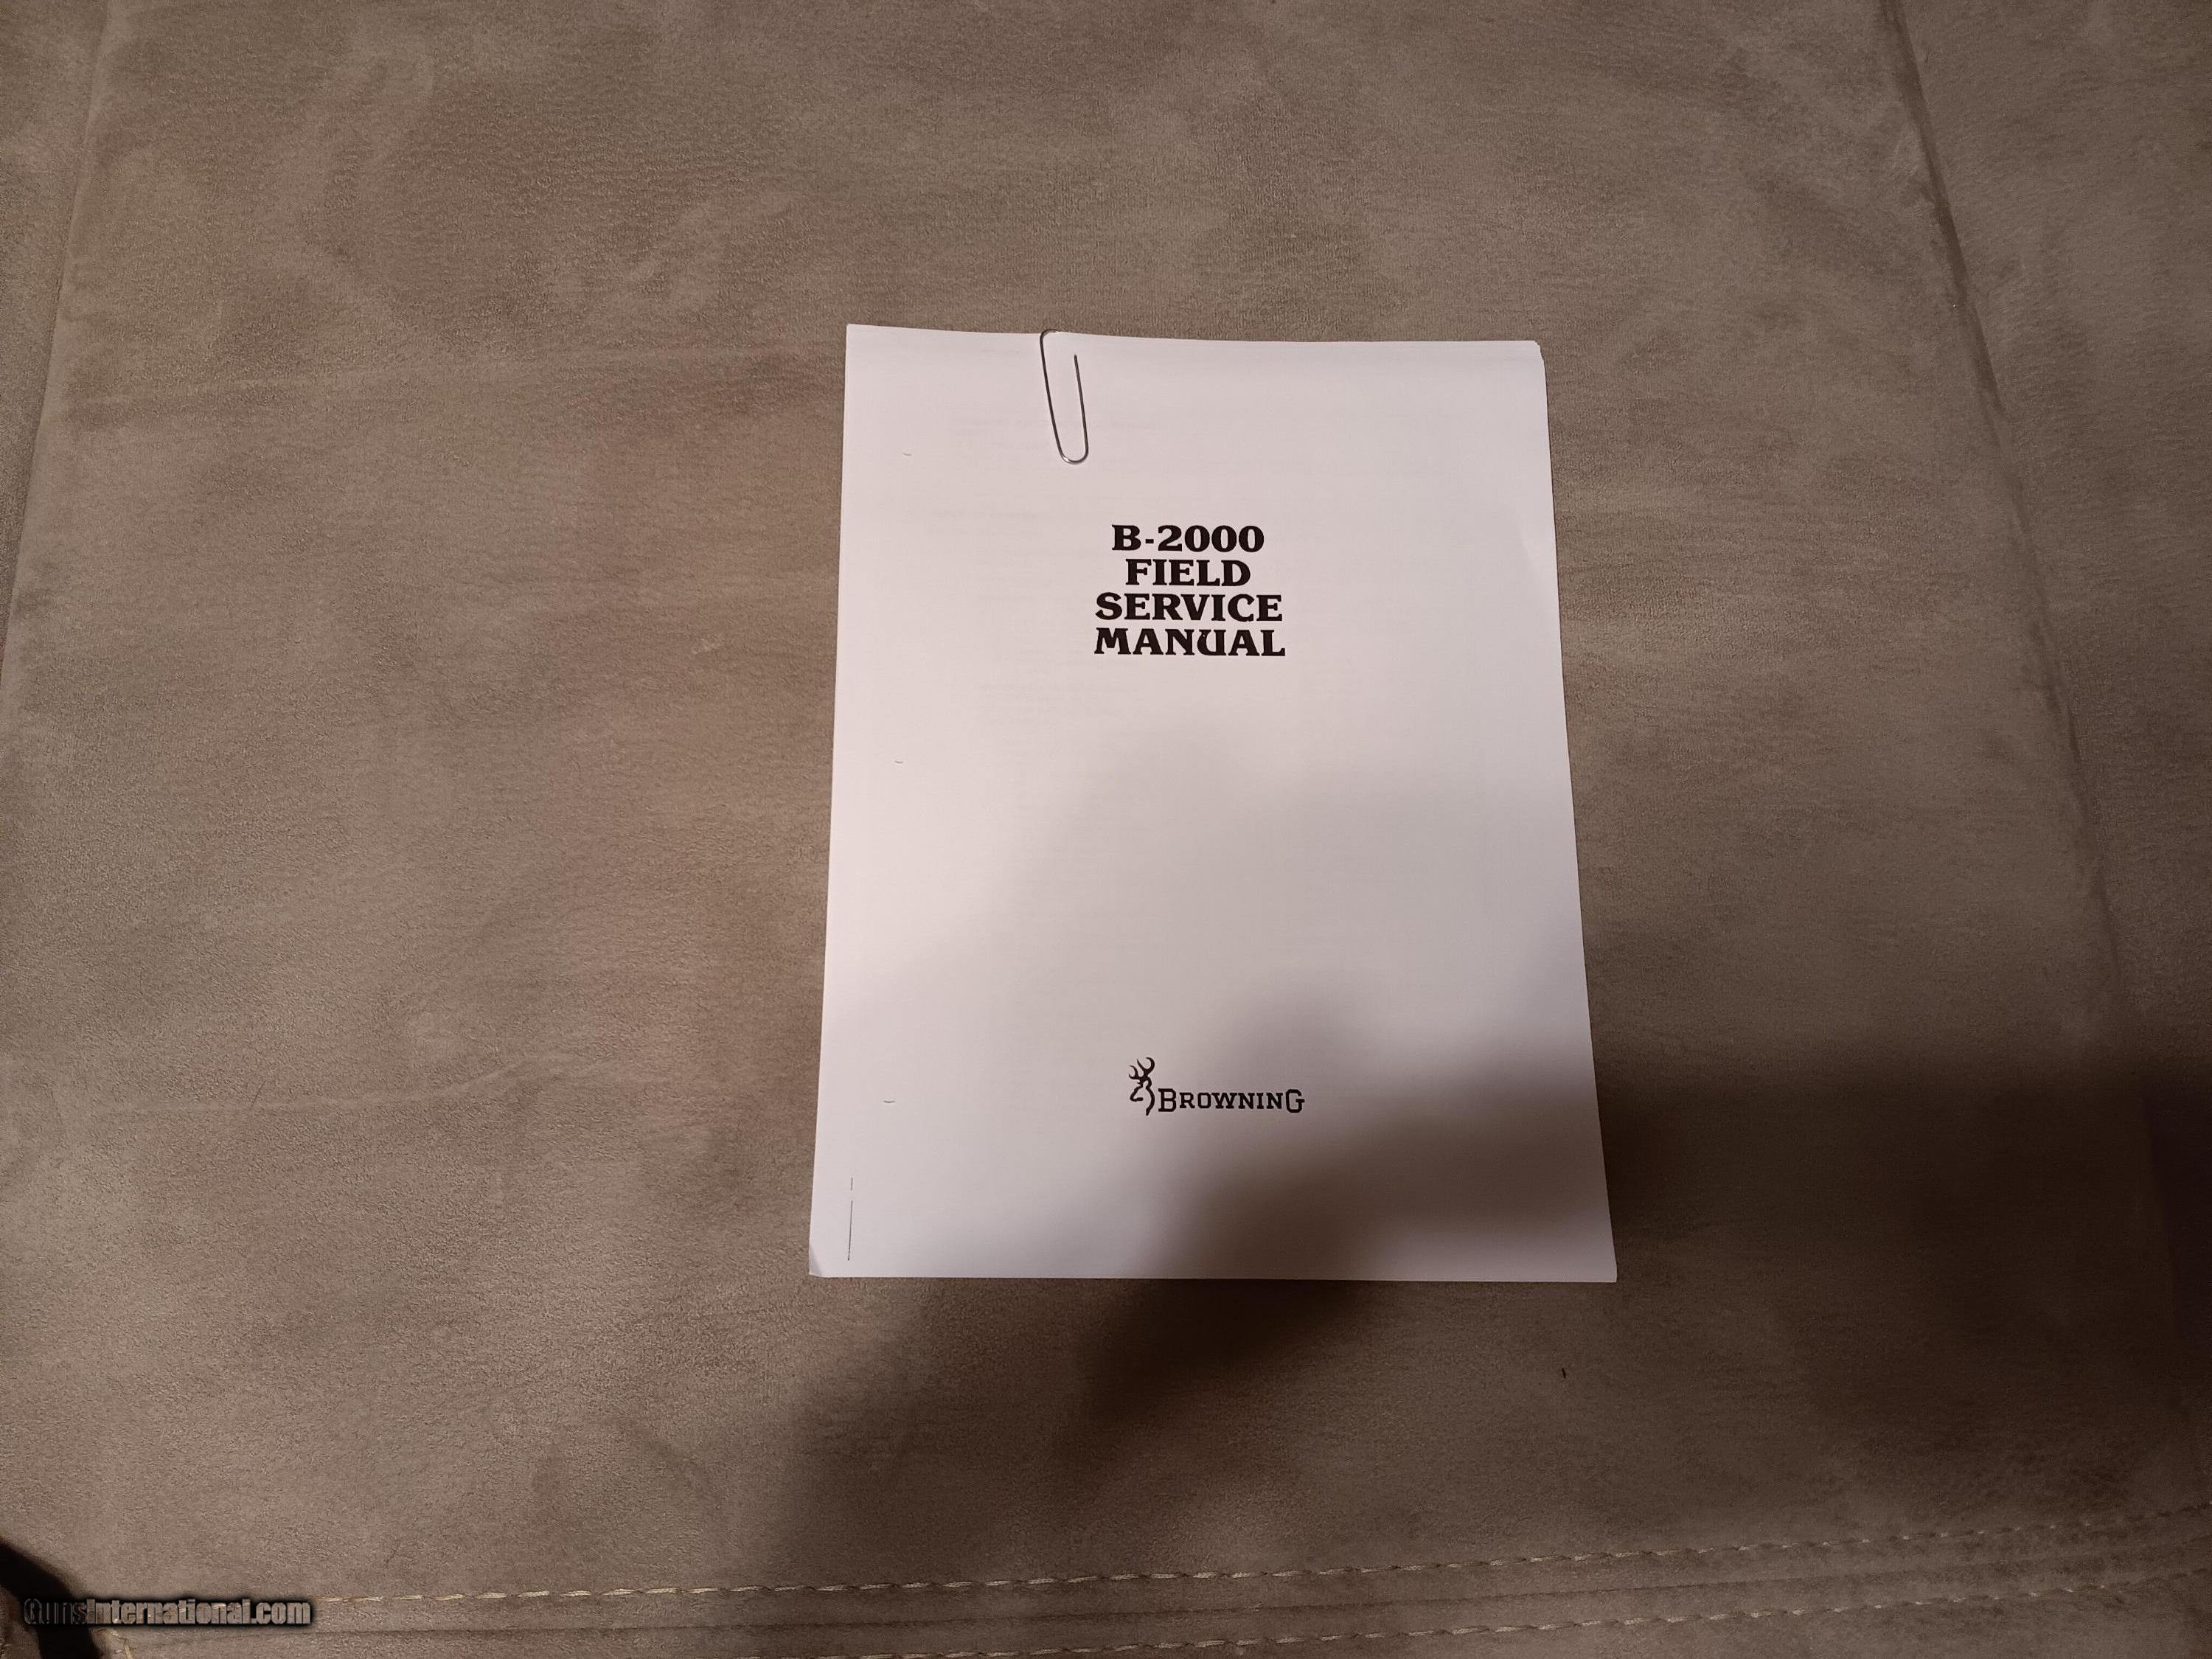 B-2000
FIELD
SERVICE
MANUAL
BROWNING
GunsInternational.com